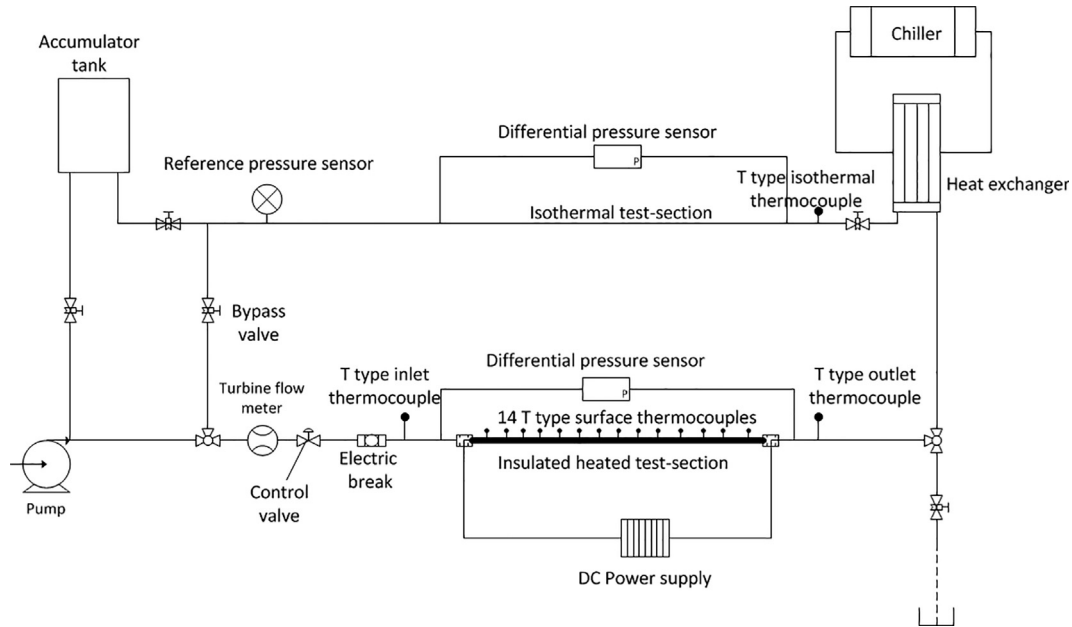 Chiller
Accumulator
tank
Differential pressure sensor
P
Reference pressure sensor
T type isothermal
thermocouple
Heat exchanger
Isothermal test-section
Bypass
valve
Differential pressure sensor
P
T type inlet
thermocouple
T type outlet
thermocouple
Turbine flow
meter
14 T type surface thermocouples
Insulated heated test-section
Electric
break
Control
valve
Pump
DC Power supply